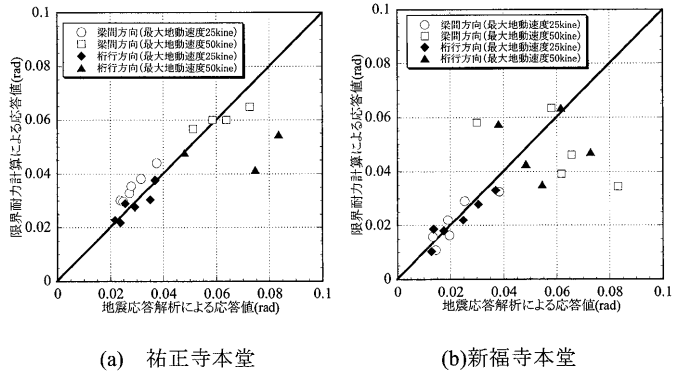 0.1
0.08
0.06
0.04
0.02
0
限界耐力計算による応答値(rad)
梁間方向(最大地動速度25kine)
梁間方向(最大地動速度50kine)
桁行方向(最大地動速度25kine)
桁行方向(最大地動速度50kine)
0 0.02 0.04 0.06 0.08 0.1
地震応答解析による応答値(rad)
(a) 祐正寺本堂
0.1
0.08
0.06
0.04
0.02
0
限界耐力計算による応答値(rad)
梁間方向(最大地動速度25kine)
梁間方向(最大地動速度50kine)
桁行方向(最大地動速度25kine)
桁行方向(最大地動速度50kine)
0 0.02 0.04 0.06 0.08 0.1
地震応答解析による応答値(rad)
(b)新福寺本堂